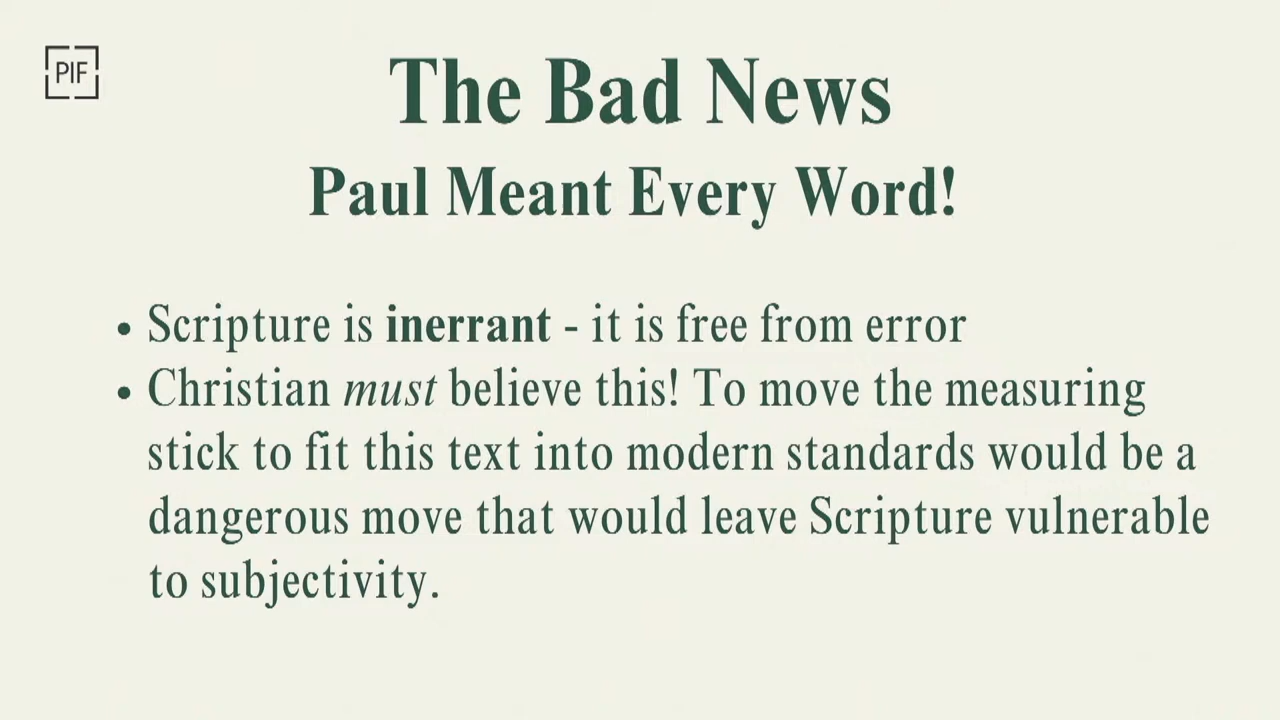 PIF
The Bad News
Paul Meant Every Word!
• Scripture is inerrant - it is free from error
• Christian must believe this! To move the measuring
stick to fit this text into modern standards would be a
dangerous move that would leave Scripture vulnerable
to subjectivity.